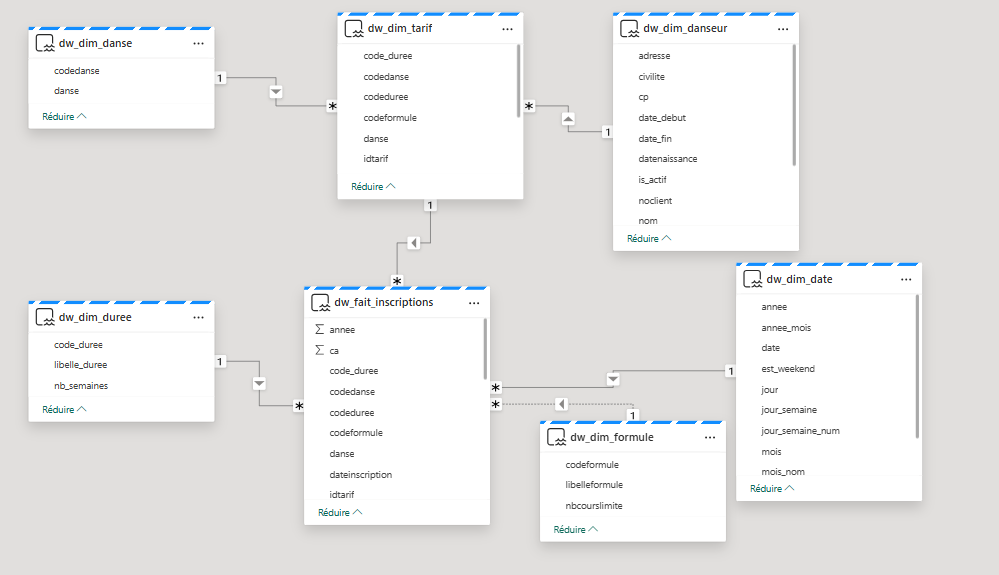 dw_dim_danse
codedanse
danse
Réduire
dw_dim_tarif
code_duree
codedanse
codeduree
codeformule
danse
idtarif
Réduire
dw_dim_danseur
adresse
civilite
cp
date_debut
date_fin
datenaissance
is_actif
noclient
nom
Réduire
1
*
*
1
1
*
dw_dim_duree
code_duree
libelle_duree
nb_semaines
Réduire
1
*
dw_fait_inscriptions
Σ annee
Σ ca
code_duree
codedanse
codeduree
codeformule
danse
dateinscription
idtarif
Réduire
*
1
*
1
dw_dim_date
annee
annee_mois
date
est_weekend
jour
jour_semaine
jour_semaine_num
mois
mois_nom
Réduire
dw_dim_formule
codeformule
libelleformule
nbcourslimite
Réduire